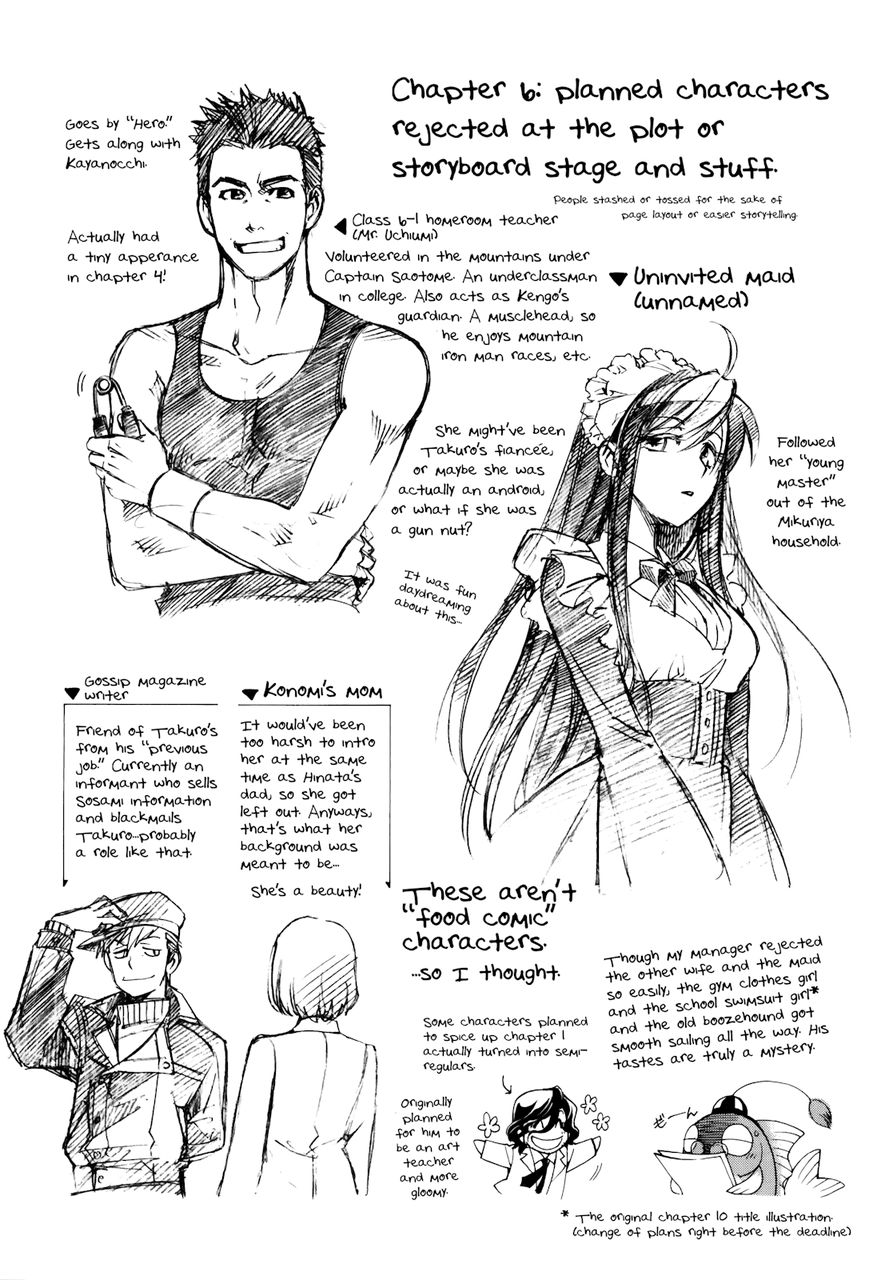 Chapter 6: planned characters
rejected at the plot or
storyboard stage and stuff.
People stashed or tossed for the sake of
page layout or easier storytelling.
Goes by "Hero."
Gets along with
Kayanocchi.
Actually had
a tiny apperance
in chapter 4!
◀ Class 6-1 homeroom teacher
(Mr. Uchiumi)
Volunteered in the mountains under
Captain Saotome. An underclassman
in college. Also acts as Kengo's
guardian. A musclehead, so
he enjoys mountain
iron man races, etc.
▼ Uninvited maid
(unnamed)
She might've been
Takuro's fiancée,
or maybe she was
actually an android,
or what if she was
a gun nut?
It was fun
daydreaming
about this...
Followed
her "young
master"
out of the
Mikuriya
household.
▼ Gossip magazine
writer
Friend of Takuro's
from his "previous
job." Currently an
informant who sells
Sosami information
and blackmails
Takuro...probably
a role like that.
▼ Konomi's mom
It would've been
too harsh to intro
her at the same
time as Hinata's
dad, so she got
left out. Anyways,
that's what her
background was
meant to be...
She's a beauty!
These aren't
"food comic"
characters.
...so I thought.
Some characters planned
to spice up chapter 1
actually turned into semi-
regulars.
Originally
planned
for him to
be an art
teacher
and more
gloomy.
Though my manager rejected
the other wife and the maid
so easily, the gym clothes girl
and the school swimsuit girl*
and the old boozehound got
smooth sailing all the way. His
tastes are truly a mystery.
ぜーん
* The original chapter 10 title illustration.
(change of plans right before the deadline)